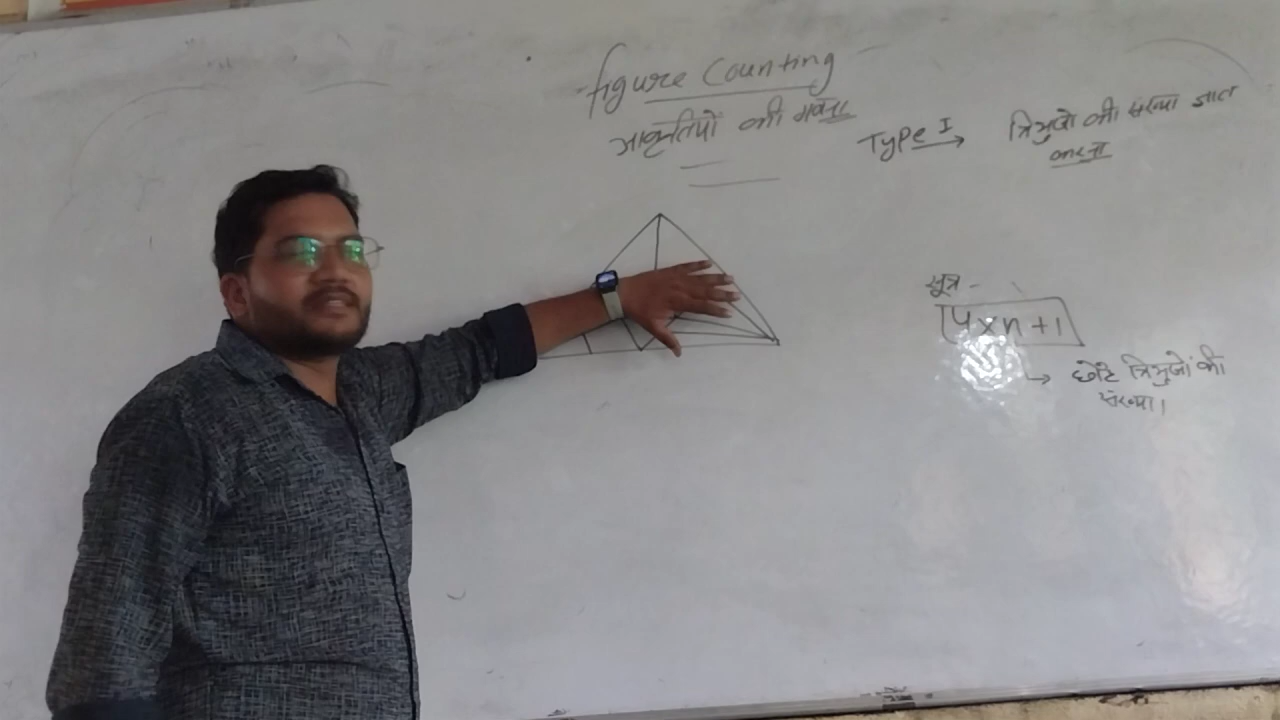 figure Counting
आकृतियों की गणना
Type I → त्रिभुजो की संख्या ज्ञात
करना
सूत्र -
4 x n + 1
→ छोटे त्रिभुजों की
संख्या।